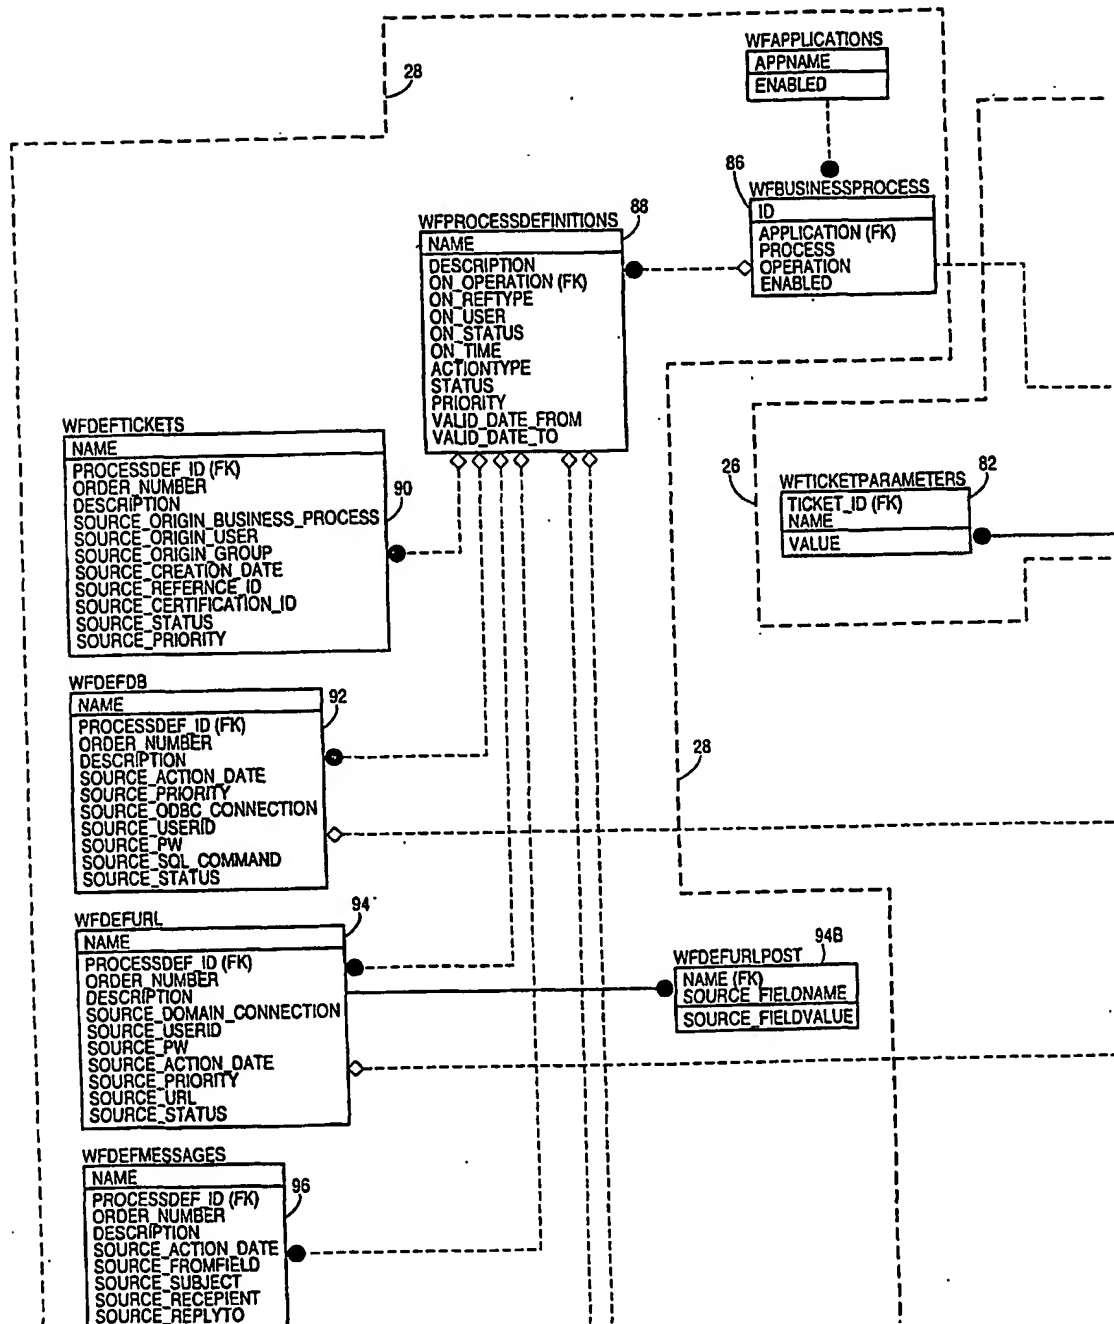 28
WFAPPLICATIONS
APPNAME
ENABLED
86
WFBUSINESSPROCESS
ID
APPLICATION (FK)
PROCESS
OPERATION
ENABLED
88
WFPROCESSDEFINITIONS
NAME
DESCRIPTION
ON_OPERATION (FK)
ON_REFTYPE
ON_USER
ON_STATUS
ON_TIME
ACTIONTYPE
STATUS
PRIORITY
VALID_DATE_FROM
VALID_DATE_TO
WFDEFTICKETS
NAME
PROCESSDEF_ID (FK)
ORDER_NUMBER
DESCRIPTION
SOURCE_ORIGIN_BUSINESS_PROCESS
SOURCE_ORIGIN_USER
SOURCE_ORIGIN_GROUP
SOURCE_CREATION_DATE
SOURCE_REFERNCE_ID
SOURCE_CERTIFICATION_ID
SOURCE_STATUS
SOURCE_PRIORITY
90
26
WFTICKETPARAMETERS
82
TICKET_ID (FK)
NAME
VALUE
WFDEFDB
92
NAME
PROCESSDEF_ID (FK)
ORDER_NUMBER
DESCRIPTION
SOURCE_ACTION_DATE
SOURCE_PRIORITY
SOURCE_ODBC_CONNECTION
SOURCE_USERID
SOURCE_PW
SOURCE_SQL_COMMAND
SOURCE_STATUS
28
WFDEFURL
94
NAME
PROCESSDEF_ID (FK)
ORDER_NUMBER
DESCRIPTION
SOURCE_DOMAIN_CONNECTION
SOURCE_USERID
SOURCE_PW
SOURCE_ACTION_DATE
SOURCE_PRIORITY
SOURCE_URL
SOURCE_STATUS
94B
WFDEFURLPOST
NAME (FK)
SOURCE_FIELDNAME
SOURCE_FIELDVALUE
WFDEFMESSAGES
96
NAME
PROCESSDEF_ID (FK)
ORDER_NUMBER
DESCRIPTION
SOURCE_ACTION_DATE
SOURCE_FROMFIELD
SOURCE_SUBJECT
SOURCE_RECEPIENT
SOURCE_REPLYTO